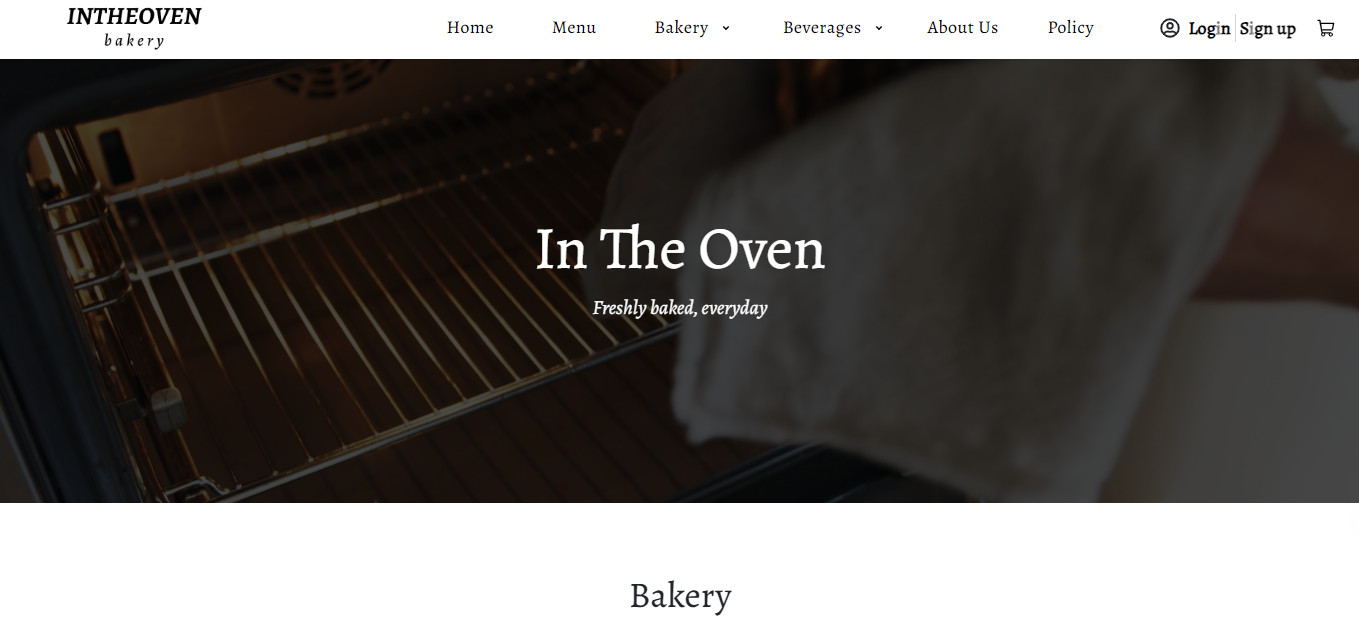 INTHEOVEN
bakery
Home Menu Bakery Beverages About Us Policy Login Sign up
In The Oven
Freshly baked, everyday
Bakery